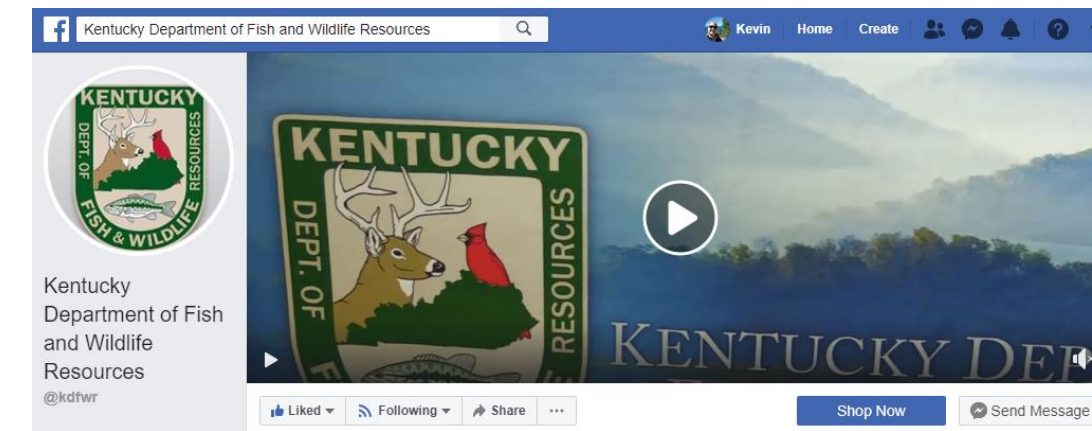 f Kentucky Department of Fish and Wildlife Resources
Kevin Home Create
KENTUCKY
DEPT. OF
RESOURCES
FISH & WILDLIFE
KENTUCKY
DEPT. OF
RESOURCES
KENTUCKY
Kentucky
Department of Fish
and Wildlife
Resources
@kdfwr
Liked Following Share ...
Shop Now Send Message